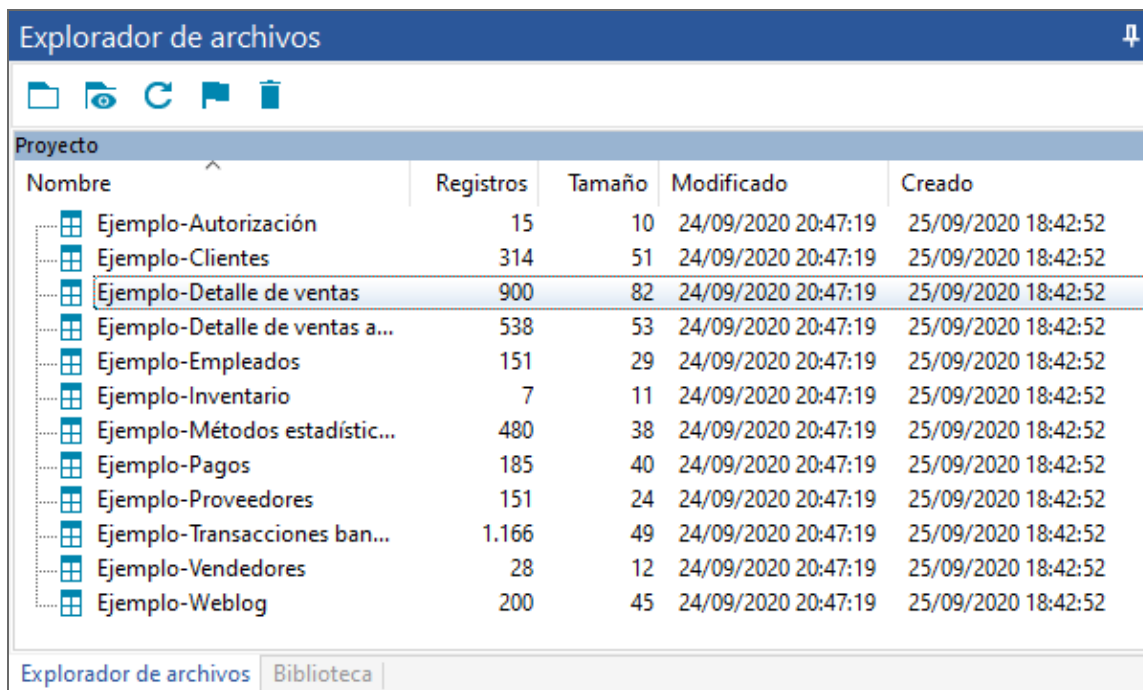 Explorador de archivos
Proyecto
Nombre Registros Tamaño Modificado Creado
Ejemplo-Autorización 15 10 24/09/2020 20:47:19 25/09/2020 18:42:52
Ejemplo-Clientes 314 51 24/09/2020 20:47:19 25/09/2020 18:42:52
Ejemplo-Detalle de ventas 900 82 24/09/2020 20:47:19 25/09/2020 18:42:52
Ejemplo-Detalle de ventas a... 538 53 24/09/2020 20:47:19 25/09/2020 18:42:52
Ejemplo-Empleados 151 29 24/09/2020 20:47:19 25/09/2020 18:42:52
Ejemplo-Inventario 7 11 24/09/2020 20:47:19 25/09/2020 18:42:52
Ejemplo-Métodos estadístic... 480 38 24/09/2020 20:47:19 25/09/2020 18:42:52
Ejemplo-Pagos 185 40 24/09/2020 20:47:19 25/09/2020 18:42:52
Ejemplo-Proveedores 151 24 24/09/2020 20:47:19 25/09/2020 18:42:52
Ejemplo-Transacciones ban... 1.166 49 24/09/2020 20:47:19 25/09/2020 18:42:52
Ejemplo-Vendedores 28 12 24/09/2020 20:47:19 25/09/2020 18:42:52
Ejemplo-Weblog 200 45 24/09/2020 20:47:19 25/09/2020 18:42:52
Explorador de archivos Biblioteca